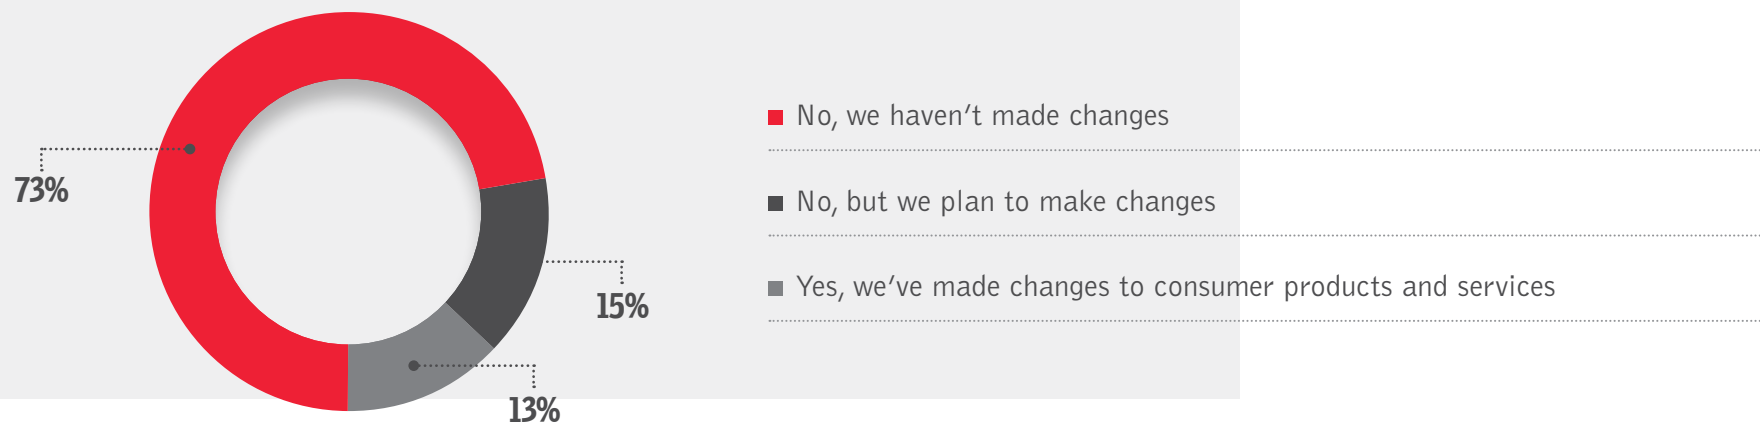 73%
15%
13%
No, we haven’t made changes
No, but we plan to make changes
Yes, we’ve made changes to consumer products and services